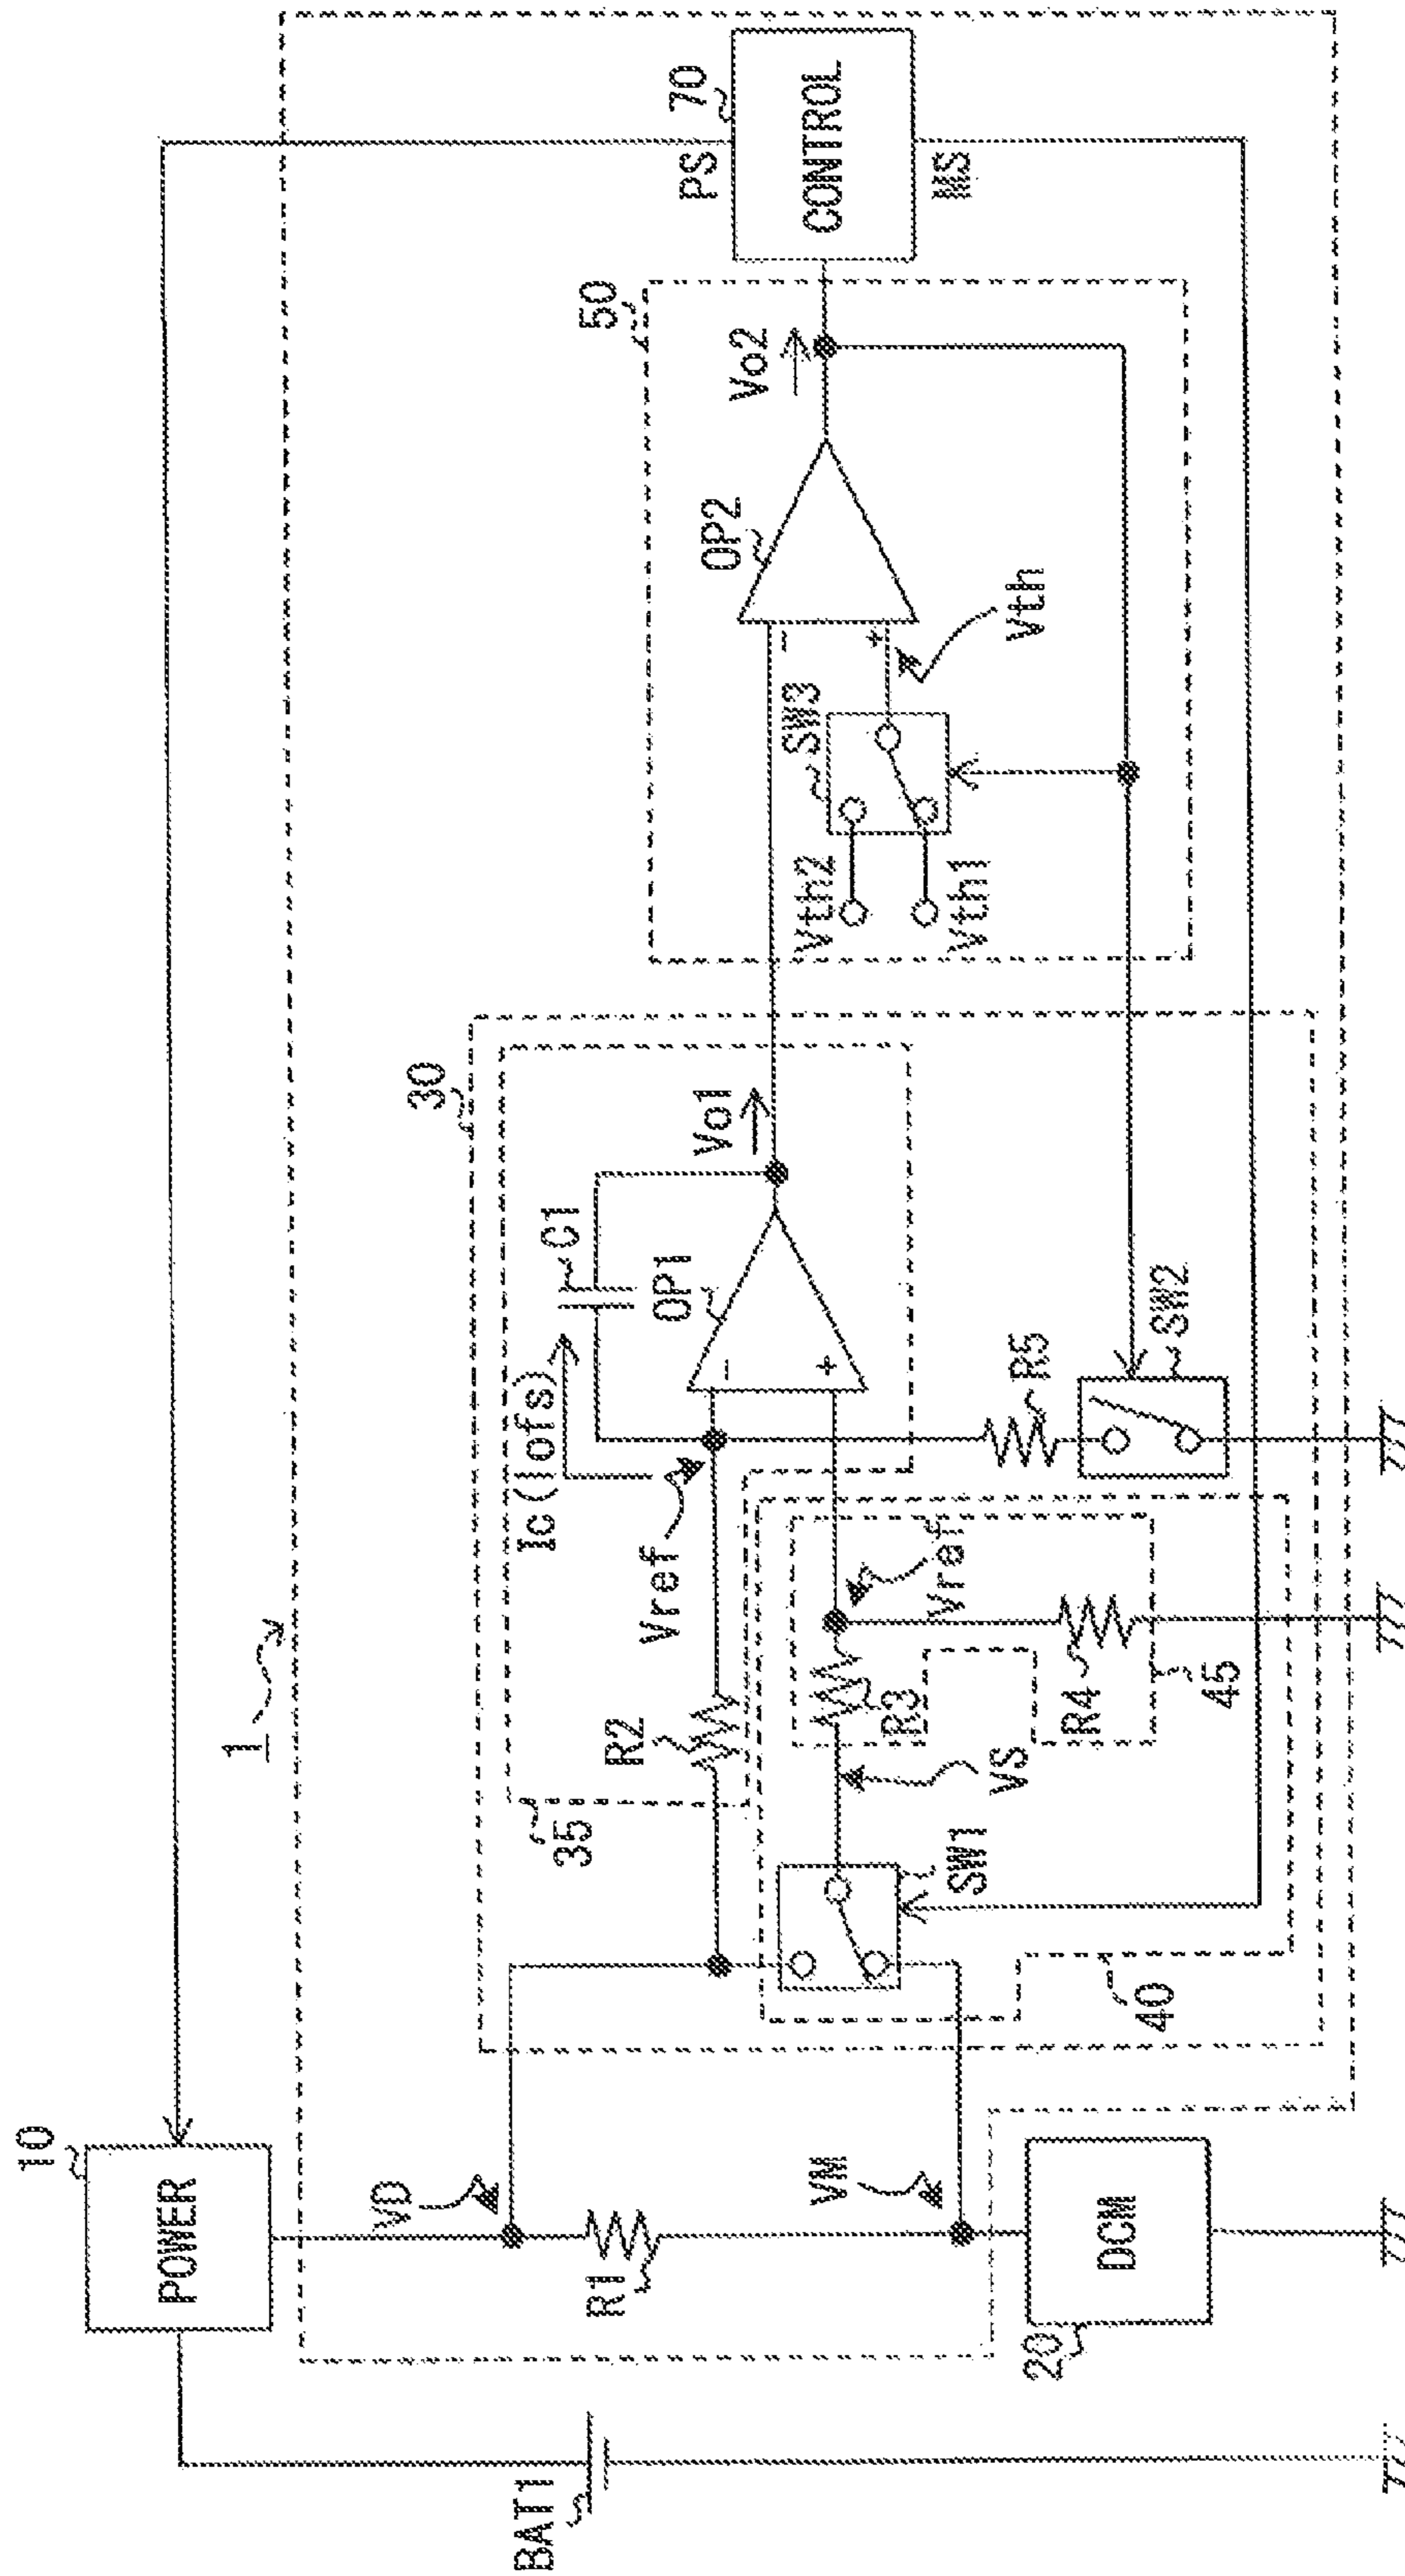 1
10
POWER
BAT1
VD
R1
VM
20
DCM
30
35
R2
Vref
Ic(Iofs)
C1
OP1
-
+
Vo1
SW1
VS
R3
Vref
R4
45
40
R5
SW2
50
Vth2
Vth1
SW3
Vth
OP2
-
+
Vo2
PS
70
CONTROL
MS